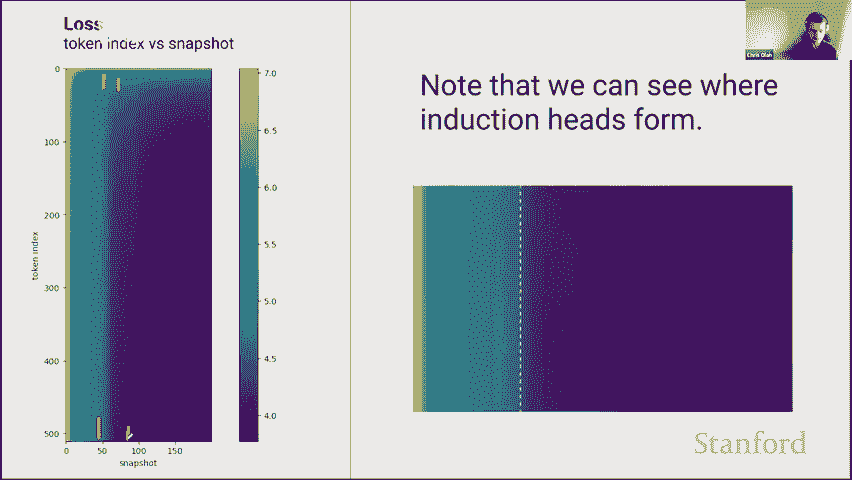 Loss
token index vs snapshot
0
100
200
300
400
500
token index
0
50
100
150
snapshot
7.0
6.5
6.0
5.5
5.0
4.5
4.0
Note that we can see where
induction heads form.
Stanford
Chris Olah